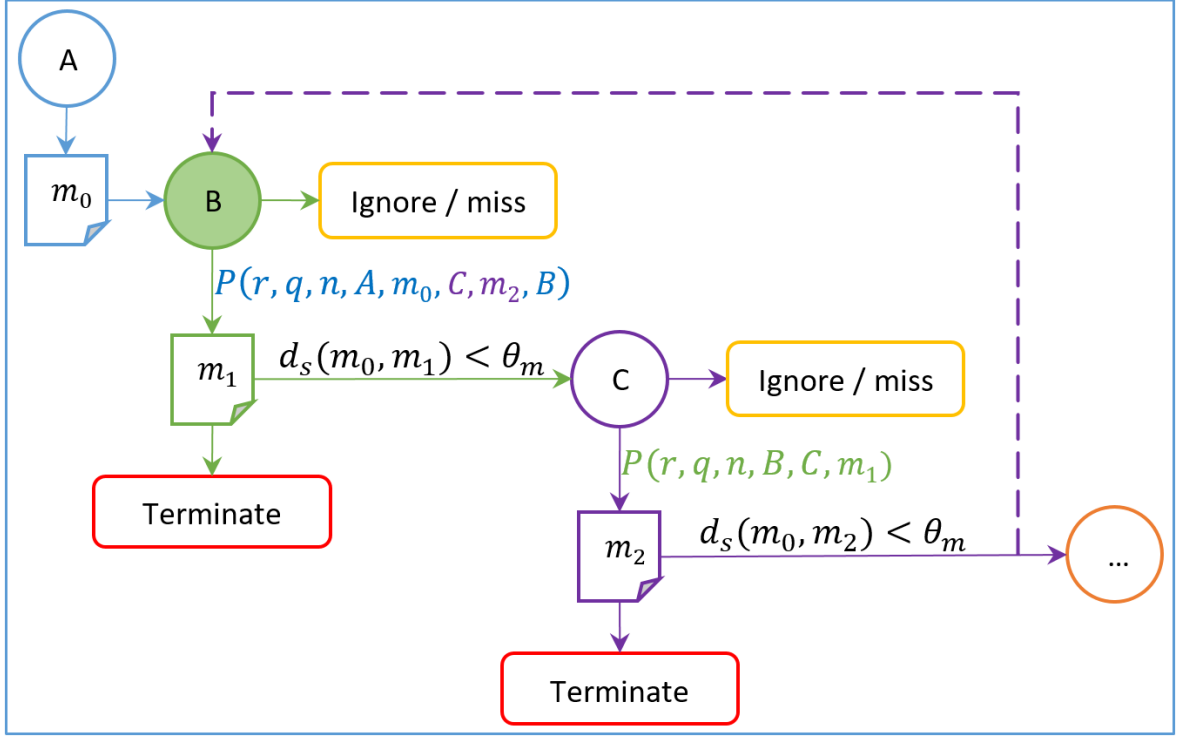 A
m₀
B
Ignore / miss
P(r, q, n, A, m₀, C, m₂, B)
m₁
dₛ(m₀, m₁) < θₘ
C
Ignore / miss
P(r, q, n, B, C, m₁)
Terminate
m₂
dₛ(m₀, m₂) < θₘ
...
Terminate